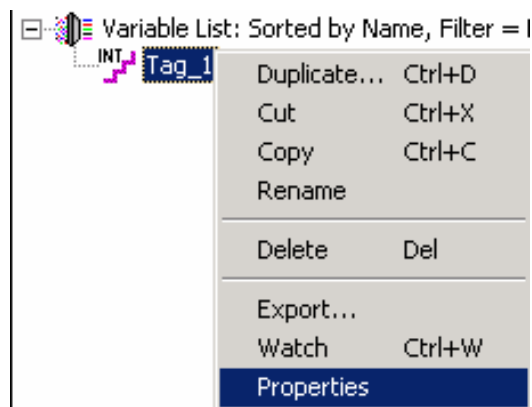 Variable List: Sorted by Name, Filter =
INT Tag_1
Duplicate... Ctrl+D
Cut Ctrl+X
Copy Ctrl+C
Rename
Delete Del
Export...
Watch Ctrl+W
Properties